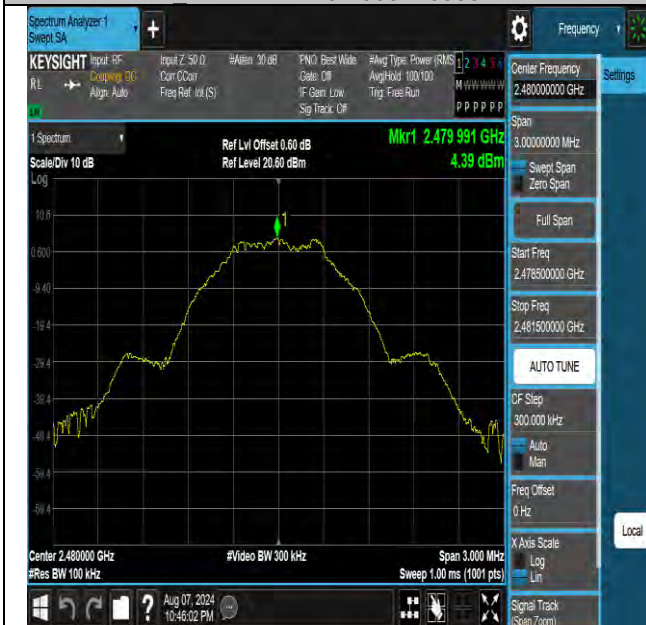 Spectrum Analyzer 1
Swept SA
+
Frequency
KEYSIGHT
RL
Input: RF
Coupling: DC
Align: Auto
Input Z: 50 Ω
Corr CCorr
Freq Ref: Int (S)
#Atten: 30 dB
PNO: Best Wide
Gate: Off
IF Gain: Low
Sig Track: Off
#Avg Type: Power (RMS
Avg|Hold: 100/100
Trig: Free Run
1 2 3 4 5 6
M W W W W W
P P P P P P
LNI
1 Spectrum
Scale/Div 10 dB
Log
Ref Lvl Offset 0.60 dB
Ref Level 20.60 dBm
Mkr1 2.479 991 GHz
4.39 dBm
1
10.6
0.600
-9.40
-19.4
-29.4
-39.4
-49.4
-59.4
-69.4
Center 2.480000 GHz
#Res BW 100 kHz
#Video BW 300 kHz
Span 3.000 MHz
Sweep 1.00 ms (1001 pts)
Aug 07, 2024
10:46:02 PM
Center Frequency
2.480000000 GHz
Settings
Span
3.00000000 MHz
Swept Span
Zero Span
Full Span
Start Freq
2.478500000 GHz
Stop Freq
2.481500000 GHz
AUTO TUNE
CF Step
300.000 kHz
Auto
Man
Freq Offset
0 Hz
X Axis Scale
Log
Lin
Local
Signal Track
(Span Zoom)